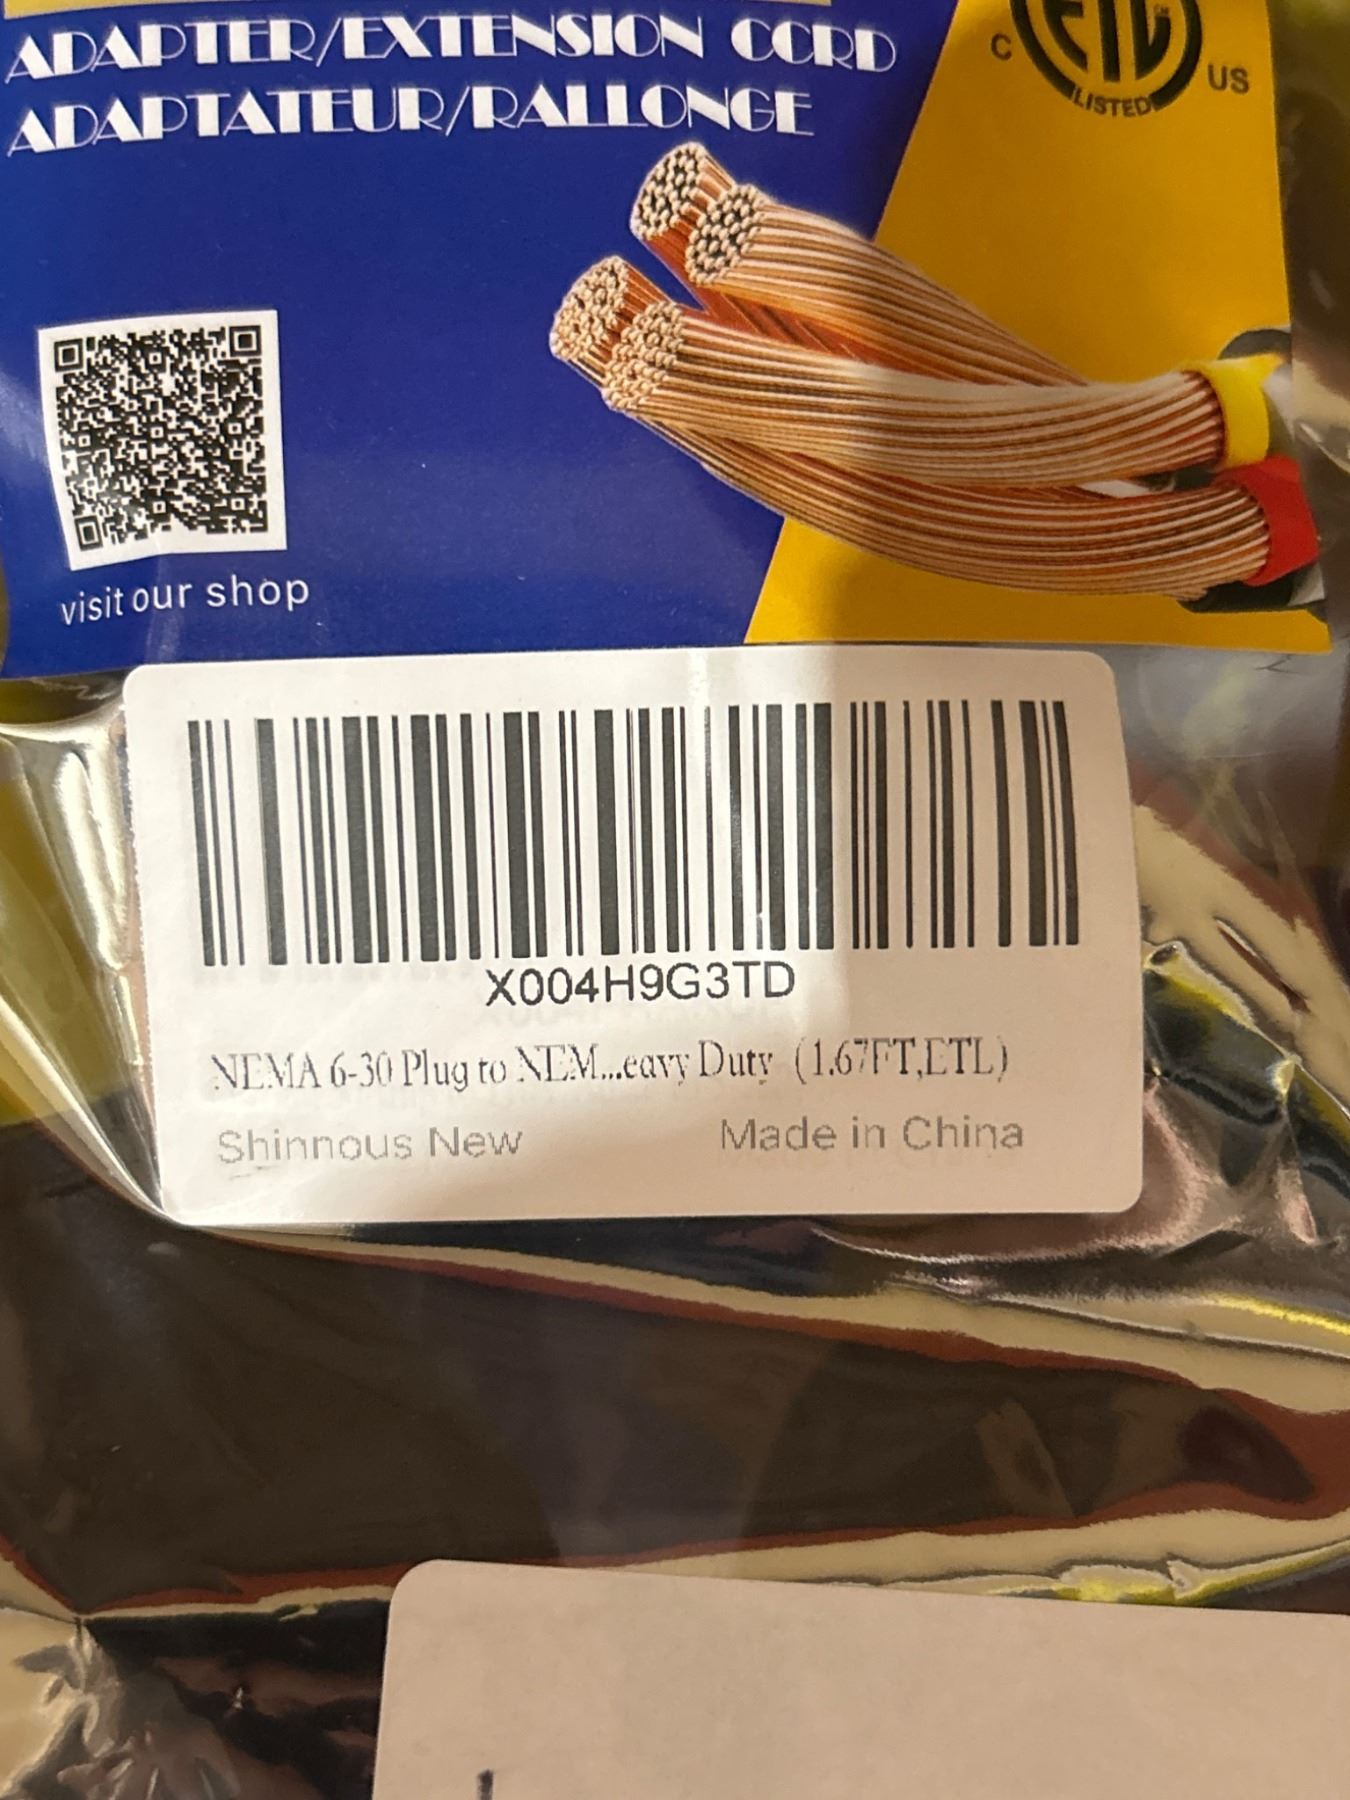 ADAPTER/EXTENSION CORD
ADAPTATEUR/RALLONGE
C ETL US
LISTED
visit our shop
X004H9G3TD
NEMA 6-30 Plug to NEM...eavy Duty (1.67FT,ETL)
Shinnous New
Made in China